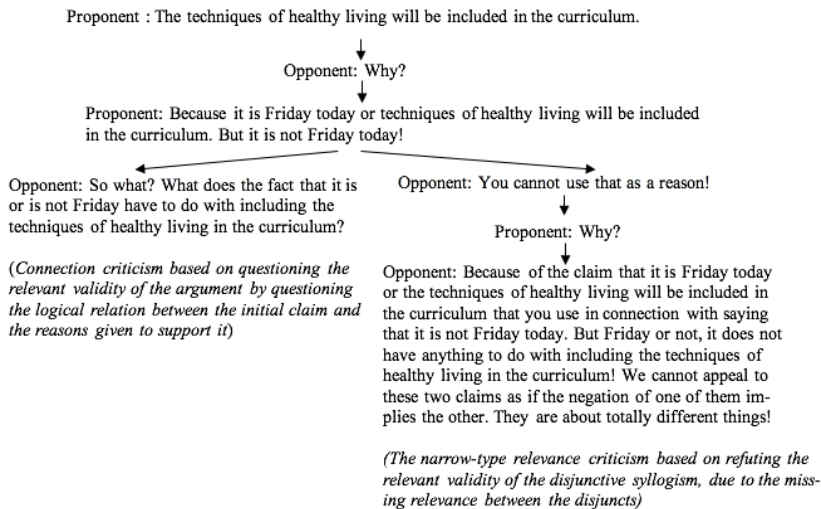 Proponent : The techniques of healthy living will be included in the curriculum.
Opponent: Why?
Proponent: Because it is Friday today or techniques of healthy living will be included
in the curriculum. But it is not Friday today!
Opponent: So what? What does the fact that it is
or is not Friday have to do with including the
techniques of healthy living in the curriculum?
(Connection criticism based on questioning the
relevant validity of the argument by questioning
the logical relation between the initial claim and
the reasons given to support it)
Opponent: You cannot use that as a reason!
Proponent: Why?
Opponent: Because of the claim that it is Friday today
or the techniques of healthy living will be included in
the curriculum that you use in connection with saying
that it is not Friday today. But Friday or not, it does not
have anything to do with including the techniques of
healthy living in the curriculum! We cannot appeal to
these two claims as if the negation of one of them im-
plies the other. They are about totally different things!
(The narrow-type relevance criticism based on refuting the
relevant validity of the disjunctive syllogism, due to the miss-
ing relevance between the disjuncts)